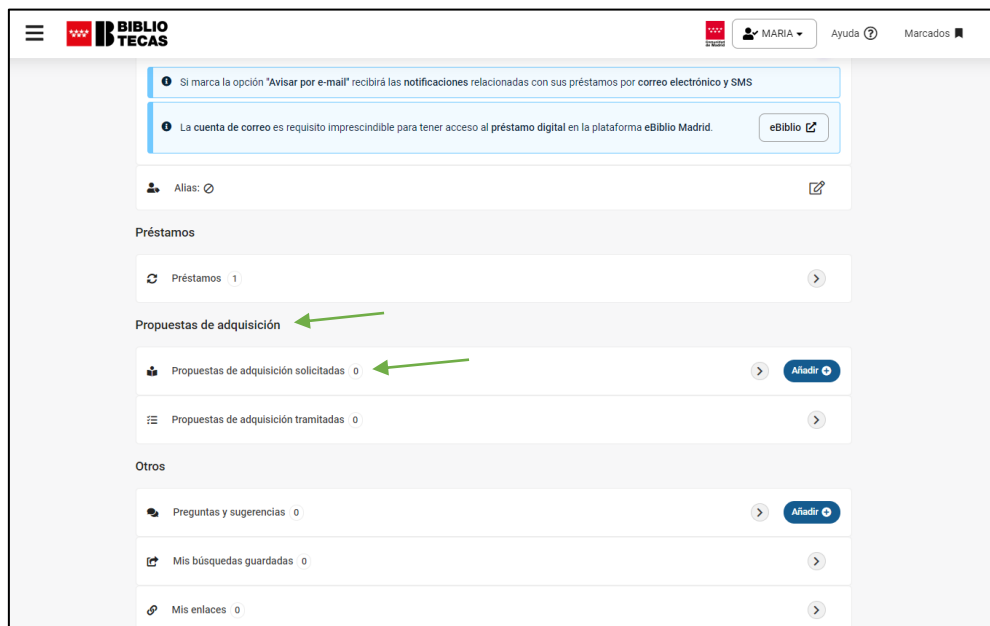 BIBLIO
TECAS
MARIA
Ayuda
Marcados
Si marca la opción "Avisar por e-mail" recibirá las notificaciones relacionadas con sus préstamos por correo electrónico y SMS
La cuenta de correo es requisito imprescindible para tener acceso al préstamo digital en la plataforma eBiblio Madrid.
eBiblio
Alias:
Préstamos
Préstamos 1
Propuestas de adquisición
Propuestas de adquisición solicitadas 0
Añadir
Propuestas de adquisición tramitadas 0
Otros
Preguntas y sugerencias 0
Añadir
Mis búsquedas guardadas 0
Mis enlaces 0